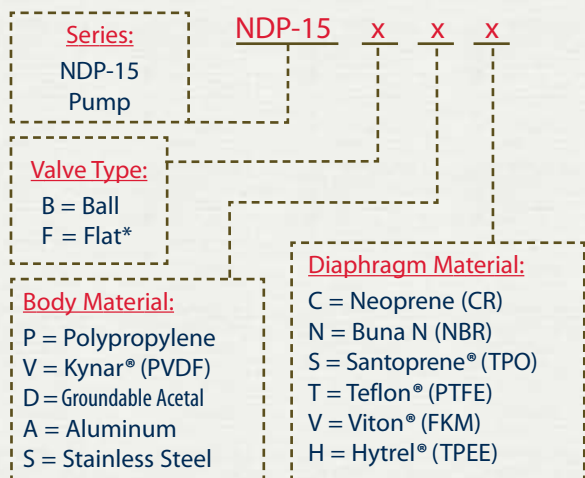 NDP-15 x x x
Series:
NDP-15
Pump
Valve Type:
B = Ball
F = Flat*
Body Material:
P = Polypropylene
V = Kynar® (PVDF)
D = Groundable Acetal
A = Aluminum
S = Stainless Steel
Diaphragm Material:
C = Neoprene (CR)
N = Buna N (NBR)
S = Santoprene® (TPO)
T = Teflon® (PTFE)
V = Viton® (FKM)
H = Hytrel® (TPEE)